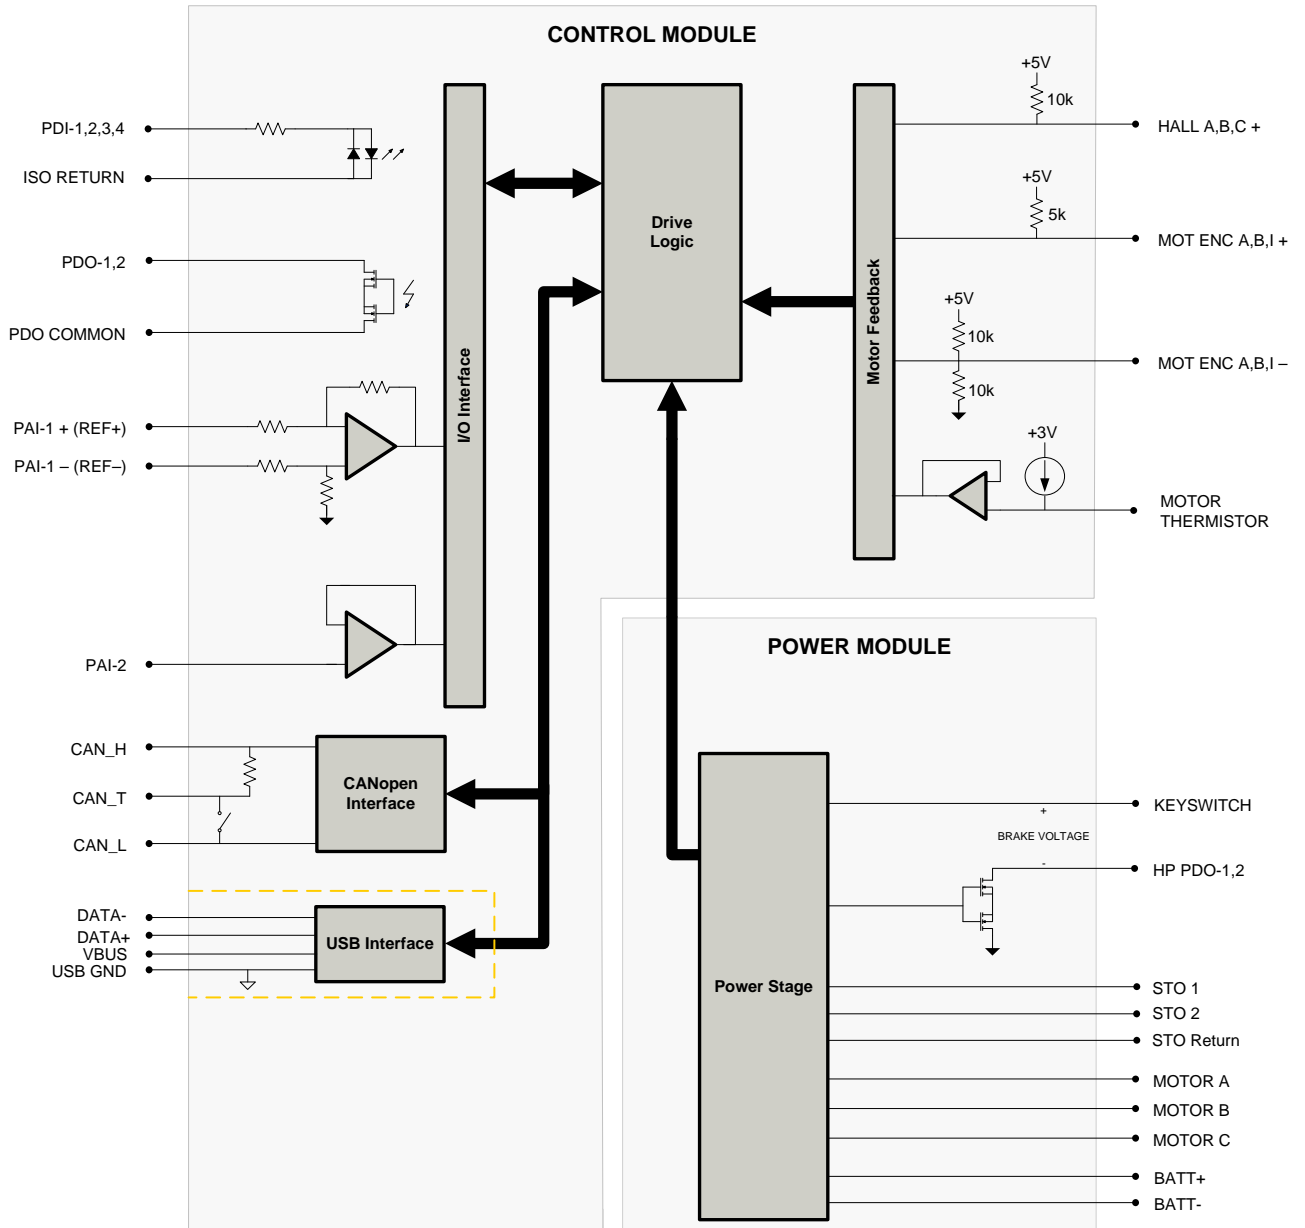 CONTROL MODULE
PDI-1,2,3,4
ISO RETURN
PDO-1,2
PDO COMMON
PAI-1 + (REF+)
PAI-1 – (REF–)
PAI-2
CAN_H
CAN_T
CAN_L
DATA-
DATA+
VBUS
USB GND
I/O Interface
CANopen
Interface
USB Interface
Drive
Logic
Motor Feedback
+5V
10k
HALL A,B,C +
+5V
5k
MOT ENC A,B,I +
+5V
10k
10k
MOT ENC A,B,I –
+3V
MOTOR
THERMISTOR
POWER MODULE
Power Stage
KEYSWITCH
+
BRAKE VOLTAGE
-
HP PDO-1,2
STO 1
STO 2
STO Return
MOTOR A
MOTOR B
MOTOR C
BATT+
BATT-